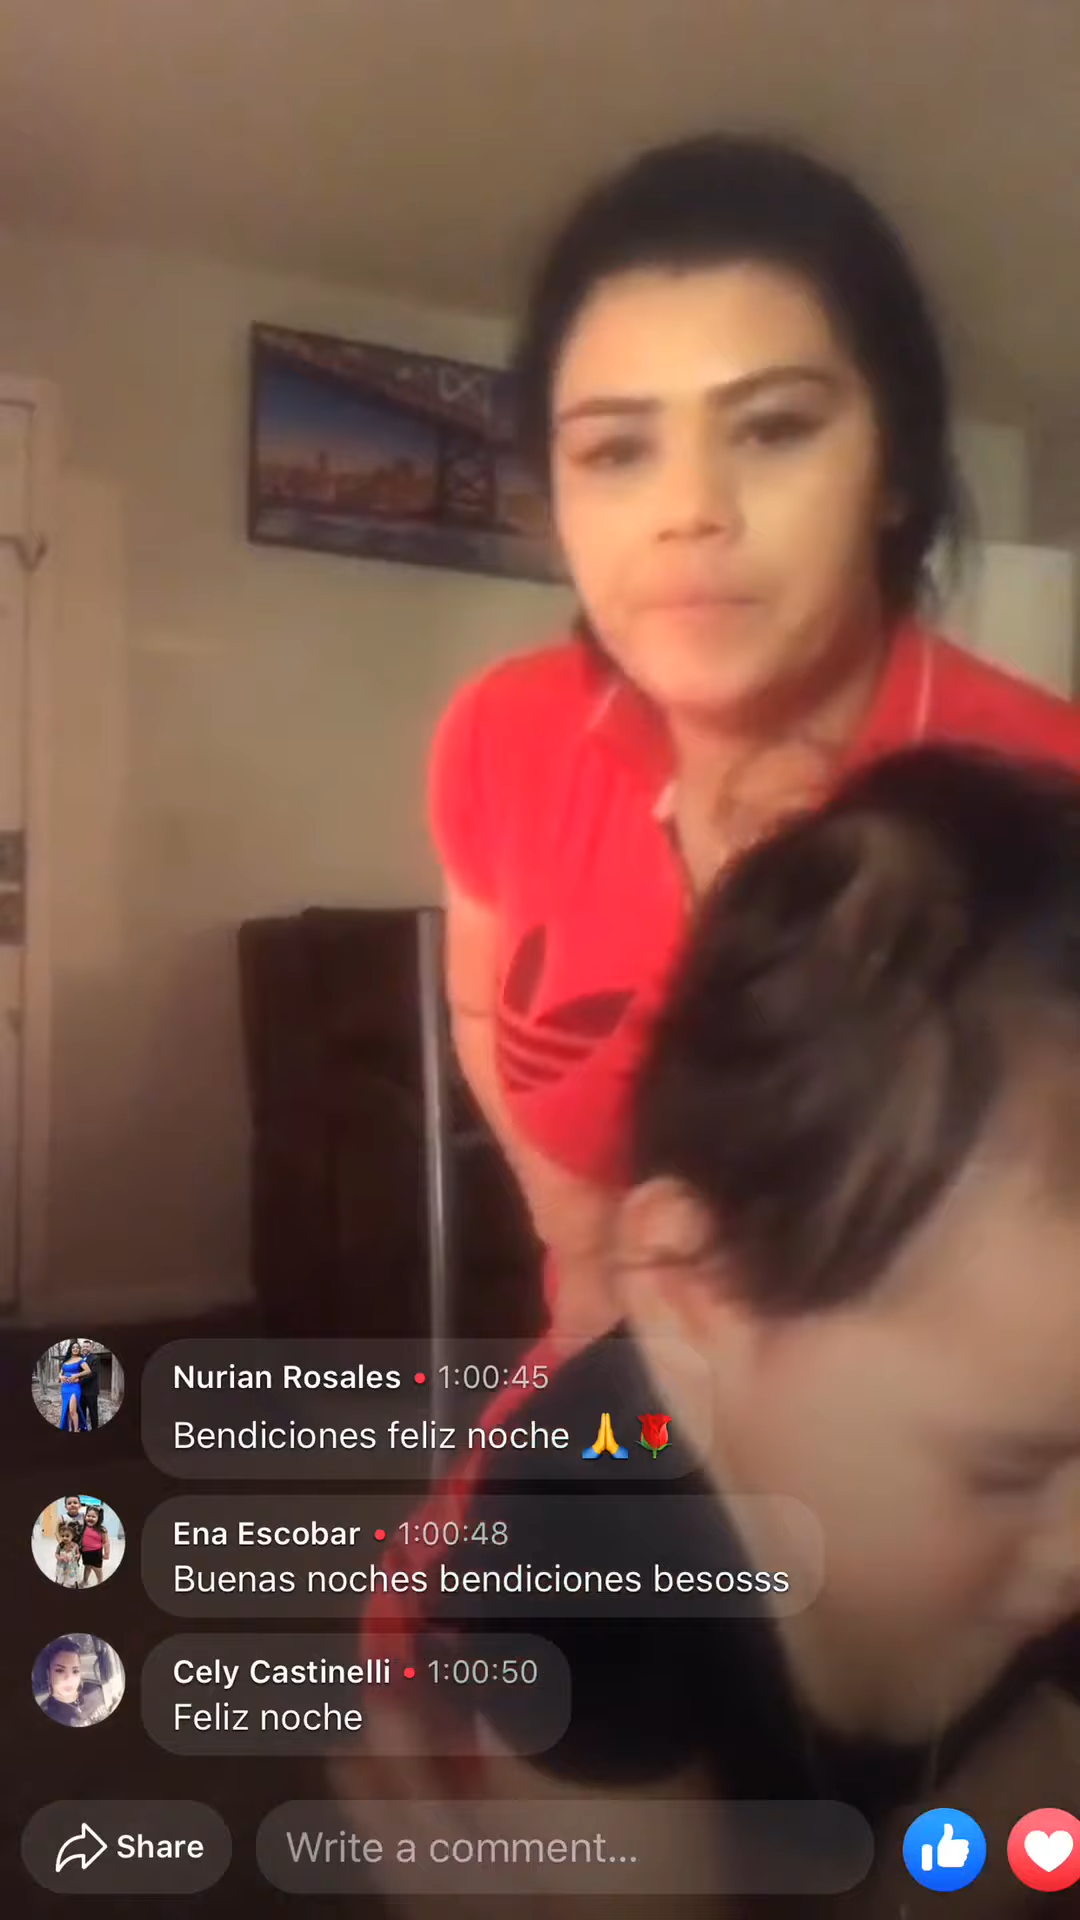 Nurian Rosales • 1:00:45
Bendiciones feliz noche 🙏🌹
Ena Escobar • 1:00:48
Buenas noches bendiciones besosss
Cely Castinelli • 1:00:50
Feliz noche
Share
Write a comment...